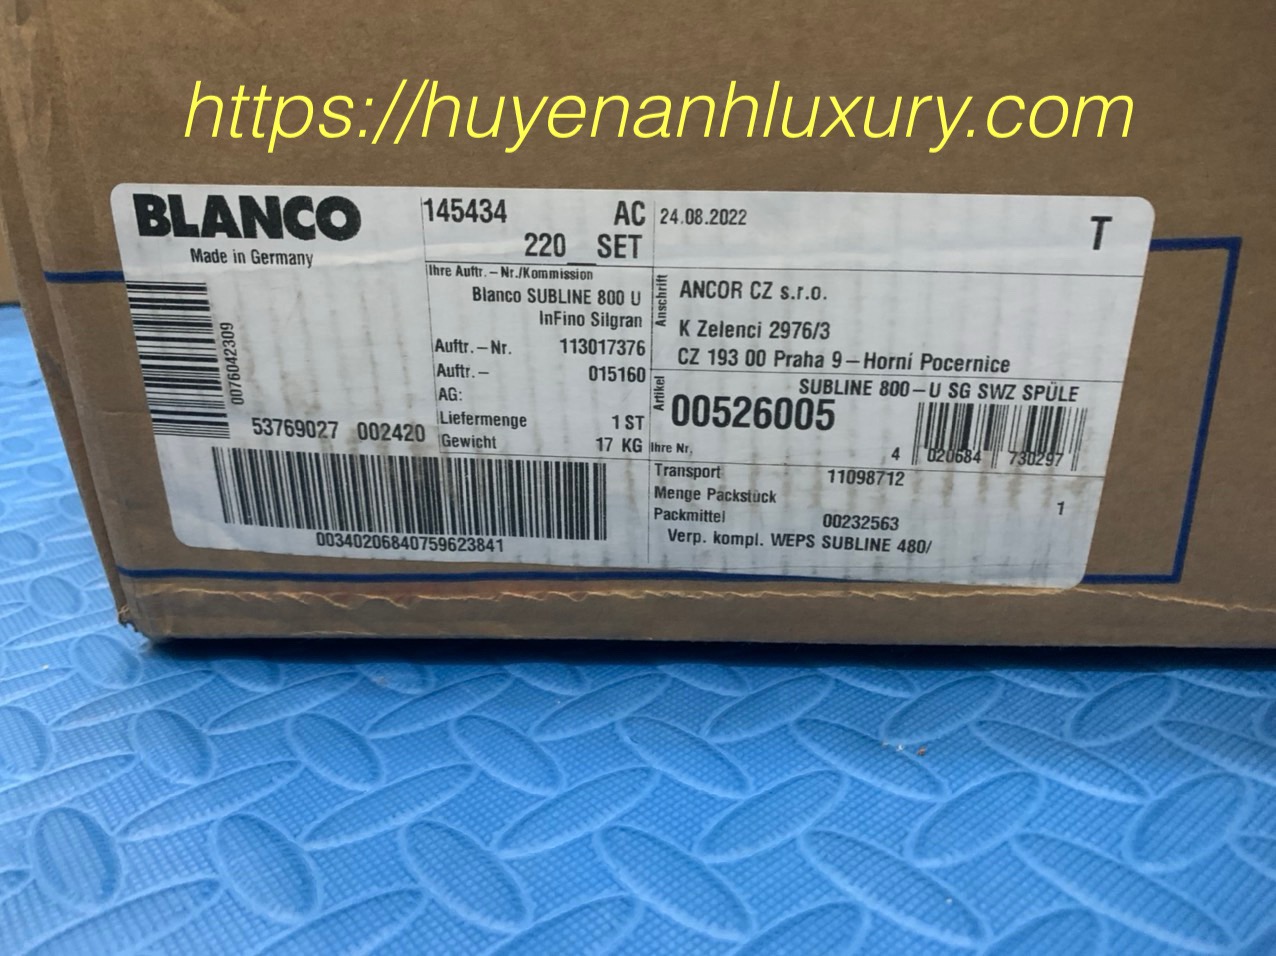 https://huyenanhluxury.com
BLANCO
Made in Germany
0076042309
53769027 002420
00340206840759623841
145434 AC
220 SET
Ihre Auftr.-Nr./Kommission
Blanco SUBLINE 800 U
InFino Silgran
Auftr.-Nr. 113017376
Auftr.- 015160
AG:
Liefermenge 1 ST
Gewicht 17 KG
24.08.2022 T
Anschrift
ANCOR CZ s.r.o.
K Zelenci 2976/3
CZ 193 00 Praha 9-Horni Pocernice
Artikel
SUBLINE 800-U SG SWZ SPÜLE
00526005
Ihre Nr.
4 020684 730297
Transport 11098712
Menge Packstück 1
Packmittel 00232563
Verp. kompl. WEPS SUBLINE 480/